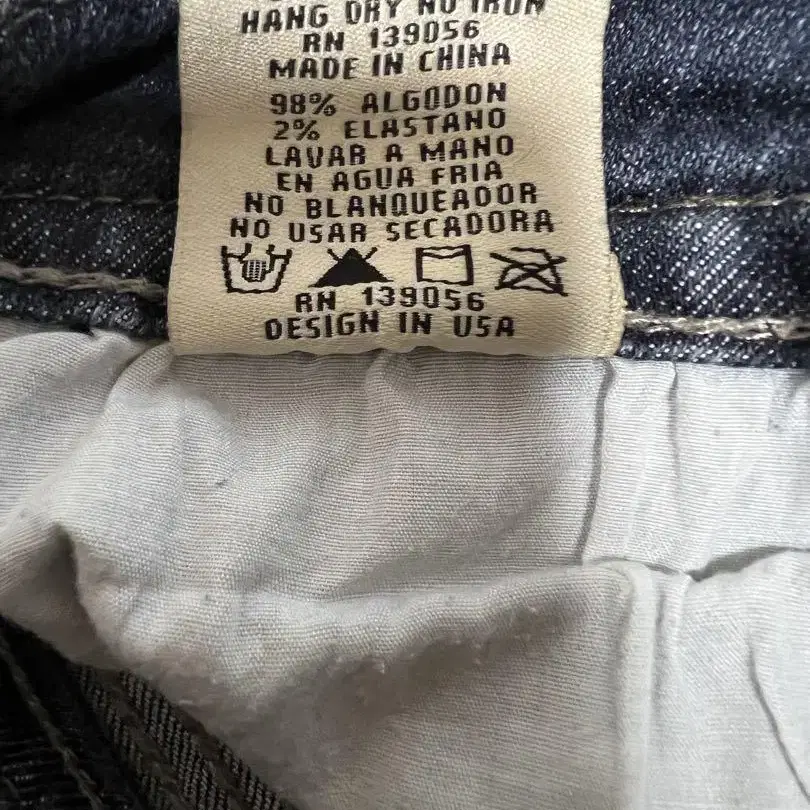 HANG DRY NO IRON
RN 139056
MADE IN CHINA
98% ALGODON
2% ELASTANO
LAVAR A MANO
EN AGUA FRIA
NO BLANQUEADOR
NO USAR SECADORA
RN 139056
DESIGN IN USA